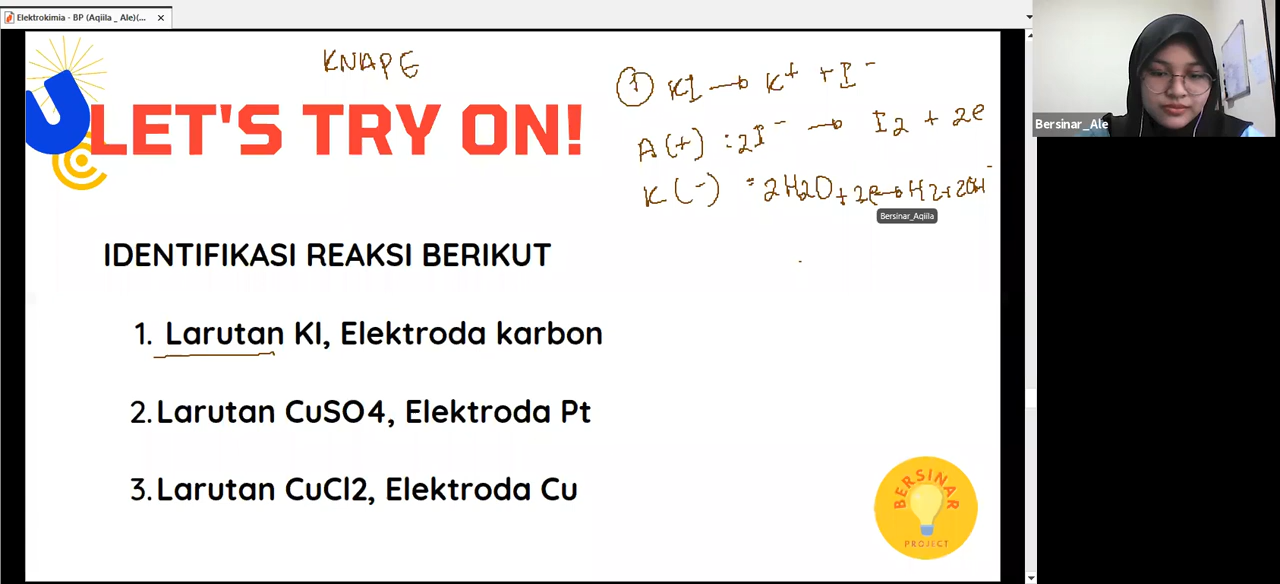 Elektrokimia - BP (Aqiila _ Ale)(...
KNAPE
LET'S TRY ON!
1 KI → K+ + I-
A (+) : 2I- → I2 + 2e
K (-) = 2H2O + 2e → H2 + 2OH-
Bersinar_Aqiila
Bersinar_Ale
IDENTIFIKASI REAKSI BERIKUT
1. Larutan KI, Elektroda karbon
2. Larutan CuSO4, Elektroda Pt
3. Larutan CuCl2, Elektroda Cu
BERSINAR
PROJECT